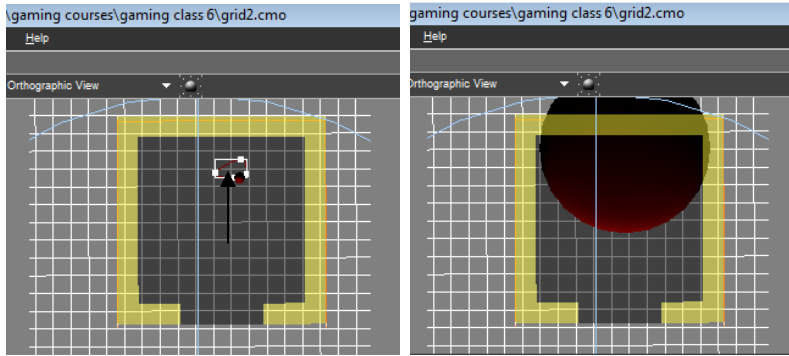 \gaming courses\gaming class 6\grid2.cmo
Help
Orthographic View
gaming courses\gaming class 6\grid2.cmo
Help
Orthographic View